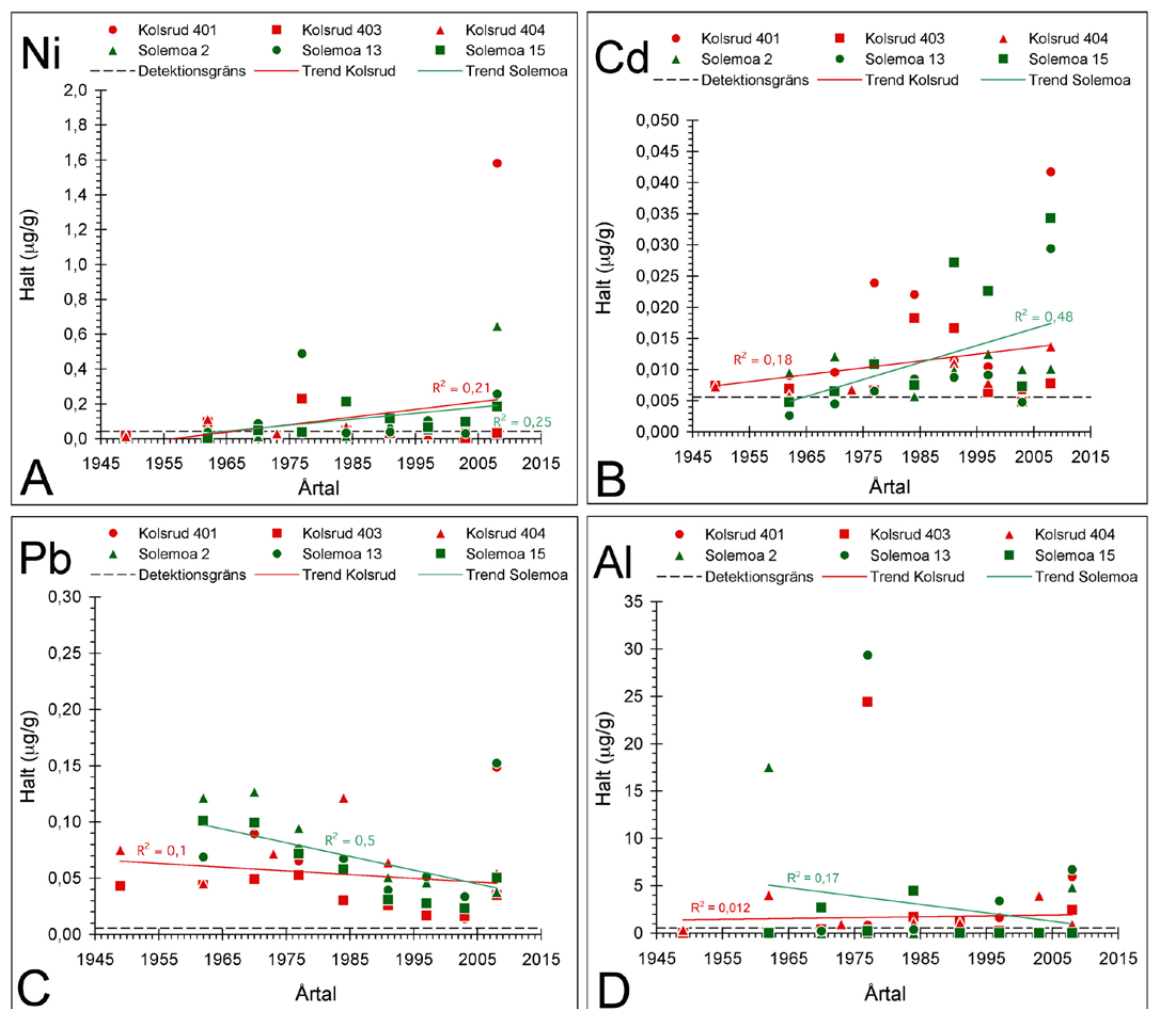 Ni
Kolsrud 401 Kolsrud 403 Kolsrud 404
Solemoa 2 Solemoa 13 Solemoa 15
Detektionsgräns Trend Kolsrud Trend Solemoa
2,0
1,8
1,6
1,4
1,2
1,0
0,8
0,6
0,4
0,2
0,0
Halt (µg/g)
R² = 0,21
R² = 0,25
1945 1955 1965 1975 1985 1995 2005 2015
Årtal
A
Cd
Kolsrud 401 Kolsrud 403 Kolsrud 404
Solemoa 2 Solemoa 13 Solemoa 15
Detektionsgräns Trend Kolsrud Trend Solemoa
0,050
0,045
0,040
0,035
0,030
0,025
0,020
0,015
0,010
0,005
0,000
Halt (µg/g)
R² = 0,48
R² = 0,18
1945 1955 1965 1975 1985 1995 2005 2015
Årtal
B
Pb
Kolsrud 401 Kolsrud 403 Kolsrud 404
Solemoa 2 Solemoa 13 Solemoa 15
Detektionsgräns Trend Kolsrud Trend Solemoa
0,30
0,25
0,20
0,15
0,10
0,05
0,00
Halt (µg/g)
R² = 0,5
R² = 0,1
1945 1955 1965 1975 1985 1995 2005 2015
Årtal
C
Al
Kolsrud 401 Kolsrud 403 Kolsrud 404
Solemoa 2 Solemoa 13 Solemoa 15
Detektionsgräns Trend Kolsrud Trend Solemoa
35
30
25
20
15
10
5
0
Halt (µg/g)
R² = 0,17
R² = 0,012
1945 1955 1965 1975 1985 1995 2005 2015
Årtal
D